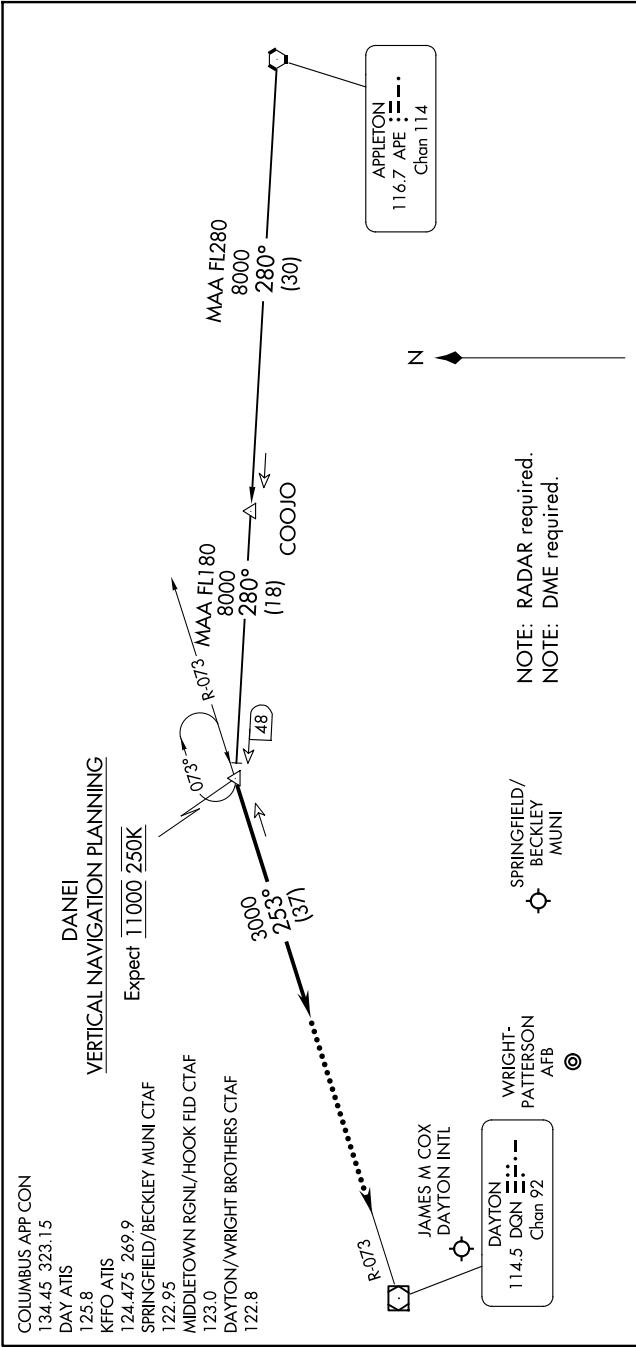 COLUMBUS APP CON
134.45 323.15
DAY ATIS
125.8
KFFO ATIS
124.475 269.9
SPRINGFIELD/BECKLEY MUNI CTAF
122.95
MIDDLETOWN RGNL/HOOK FLD CTAF
123.0
DAYTON/WRIGHT BROTHERS CTAF
122.8
DANEI
VERTICAL NAVIGATION PLANNING
Expect 11000 250K
073°
R-073
48
MAA FL180
8000
280°
(18)
COOJO
MAA FL280
8000
280°
(30)
APPLETON
116.7 APE
Chan 114
3000
253°
(37)
R-073
JAMES M COX
DAYTON INTL
DAYTON
114.5 DQN
Chan 92
WRIGHT-
PATTERSON
AFB
SPRINGFIELD/
BECKLEY
MUNI
NOTE: RADAR required.
NOTE: DME required.
N